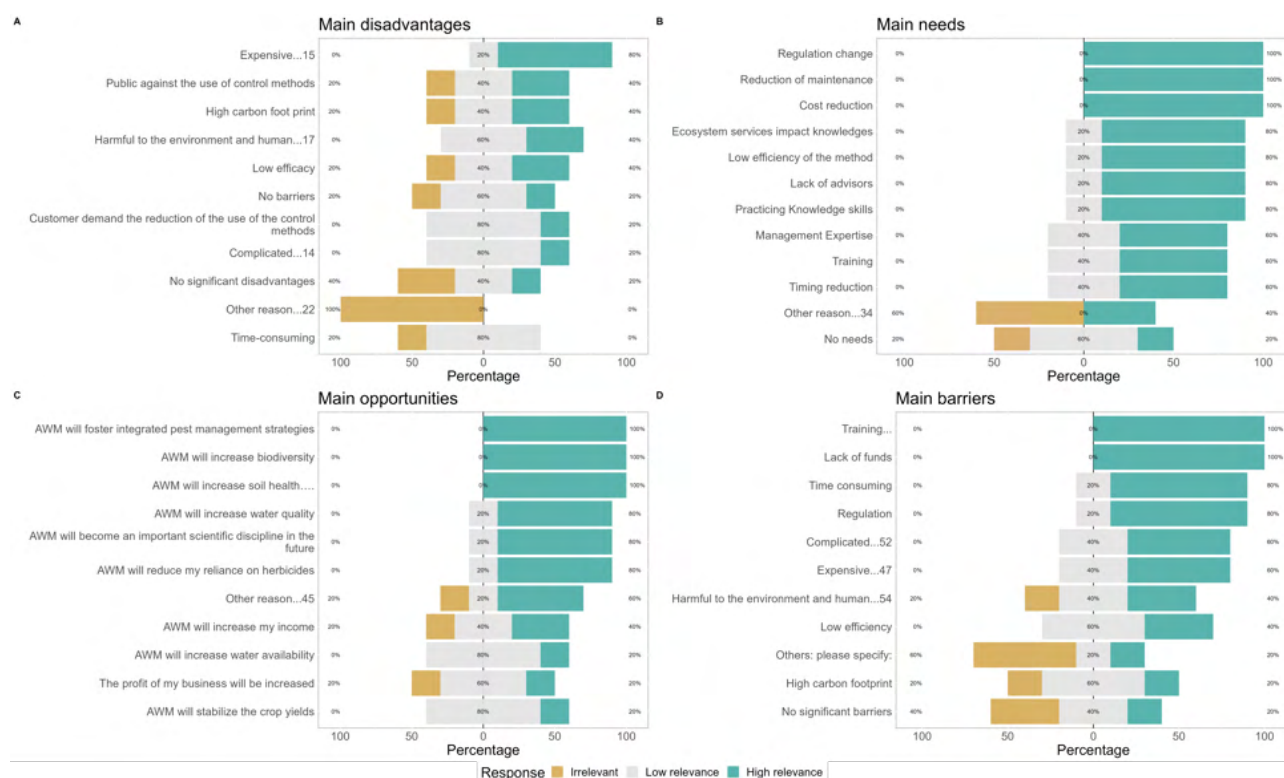 A
Main disadvantages
Expensive...15
0%
20%
80%
Public against the use of control methods
20%
40%
40%
High carbon foot print
20%
40%
40%
Harmful to the environment and human...17
0%
60%
40%
Low efficacy
20%
40%
40%
No barriers
20%
60%
20%
Customer demand the reduction of the use of the control
methods
0%
80%
20%
Complicated...14
0%
80%
20%
No significant disadvantages
40%
40%
20%
Other reason...22
100%
0%
0%
Time-consuming
20%
80%
0%
100
50
0
50
100
Percentage
B
Main needs
Regulation change
0%
0%
100%
Reduction of maintenance
0%
0%
100%
Cost reduction
0%
0%
100%
Ecosystem services impact knowledges
0%
20%
80%
Low efficiency of the method
0%
20%
80%
Lack of advisors
0%
20%
80%
Practicing Knowledge skills
0%
20%
80%
Management Expertise
0%
40%
60%
Training
0%
40%
60%
Timing reduction
0%
40%
60%
Other reason...34
60%
0%
40%
No needs
20%
60%
20%
100
50
0
50
100
Percentage
C
Main opportunities
AWM will foster integrated pest management strategies
0%
0%
100%
AWM will increase biodiversity
0%
0%
100%
AWM will increase soil health....
0%
0%
100%
AWM will increase water quality
0%
20%
80%
AWM will become an important scientific discipline in the
future
0%
20%
80%
AWM will reduce my reliance on herbicides
0%
20%
80%
Other reason...45
20%
20%
60%
AWM will increase my income
20%
40%
40%
AWM will increase water availability
0%
80%
20%
The profit of my business will be increased
20%
60%
20%
AWM will stabilize the crop yields
0%
80%
20%
100
50
0
50
100
Percentage
D
Main barriers
Training...
0%
0%
100%
Lack of funds
0%
0%
100%
Time consuming
0%
20%
80%
Regulation
0%
20%
80%
Complicated...52
0%
40%
60%
Expensive...47
0%
40%
60%
Harmful to the environment and human...54
20%
40%
40%
Low efficiency
0%
60%
40%
Others: please specify:
60%
20%
20%
High carbon footprint
20%
60%
20%
No significant barriers
40%
40%
20%
100
50
0
50
100
Percentage
Response Irrelevant Low relevance High relevance